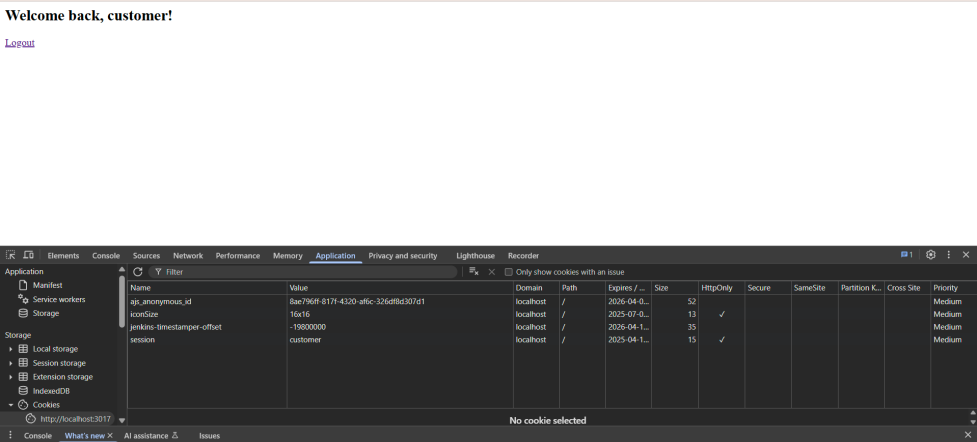 Welcome back, customer!
Logout
Elements Console Sources Network Performance Memory Application Privacy and security Lighthouse Recorder 1
Application
Manifest
Service workers
Storage
Storage
Local storage
Session storage
Extension storage
IndexedDB
Cookies
http://localhost:3017
Filter Only show cookies with an issue
Name Value Domain Path Expires / ... Size HttpOnly Secure SameSite Partition K... Cross Site Priority
ajs_anonymous_id 8ae796ff-817f-4320-af6c-326df8d307d1 localhost / 2026-04-0... 52 Medium
iconSize 16x16 localhost / 2025-07-0... 13 ✓ Medium
jenkins-timestamper-offset -19800000 localhost / 2026-04-1... 35 Medium
session customer localhost / 2025-04-1... 15 ✓ Medium
No cookie selected
Console What's new AI assistance Issues